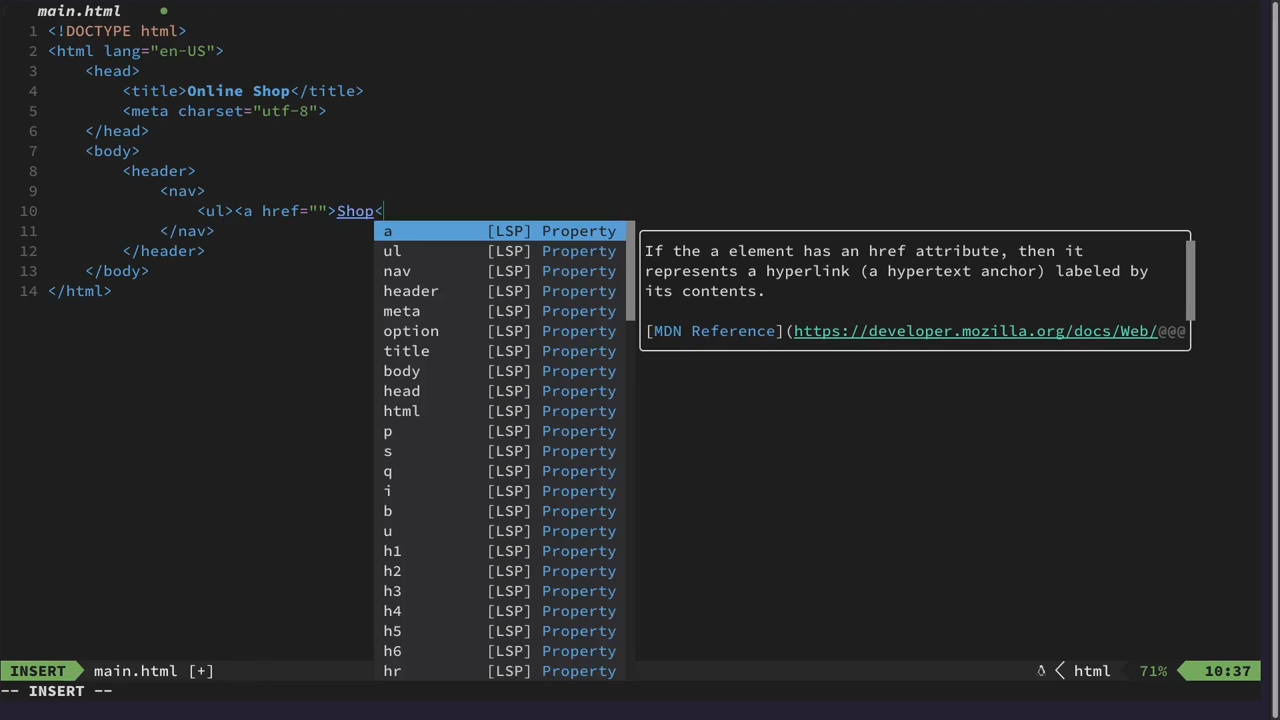 main.html ●
1 <!DOCTYPE html>
2 <html lang="en-US">
3 <head>
4 <title>Online Shop</title>
5 <meta charset="utf-8">
6 </head>
7 <body>
8 <header>
9 <nav>
10 <ul><a href="">Shop<
11 </nav>
12 </header>
13 </body>
14 </html>
a [LSP] Property
ul [LSP] Property
nav [LSP] Property
header [LSP] Property
meta [LSP] Property
option [LSP] Property
title [LSP] Property
body [LSP] Property
head [LSP] Property
html [LSP] Property
p [LSP] Property
s [LSP] Property
q [LSP] Property
i [LSP] Property
b [LSP] Property
u [LSP] Property
h1 [LSP] Property
h2 [LSP] Property
h3 [LSP] Property
h4 [LSP] Property
h5 [LSP] Property
h6 [LSP] Property
hr [LSP] Property
If the a element has an href attribute, then it
represents a hyperlink (a hypertext anchor) labeled by
its contents.
[MDN Reference](https://developer.mozilla.org/docs/Web/@@@
INSERT main.html [+] html 71% 10:37
-- INSERT --